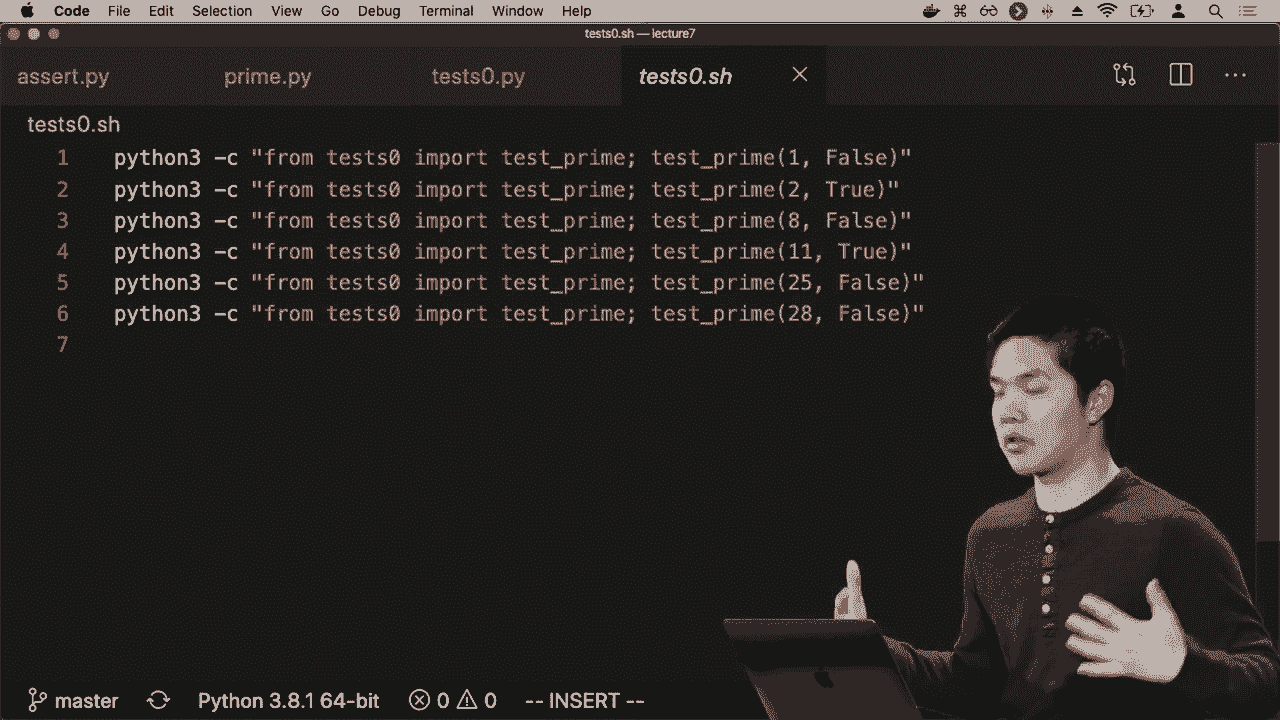 Code File Edit Selection View Go Debug Terminal Window Help
tests0.sh — lecture7
assert.py prime.py tests0.py tests0.sh
tests0.sh
1 python3 -c "from tests0 import test_prime; test_prime(1, False)"
2 python3 -c "from tests0 import test_prime; test_prime(2, True)"
3 python3 -c "from tests0 import test_prime; test_prime(8, False)"
4 python3 -c "from tests0 import test_prime; test_prime(11, True)"
5 python3 -c "from tests0 import test_prime; test_prime(25, False)"
6 python3 -c "from tests0 import test_prime; test_prime(28, False)"
7
master Python 3.8.1 64-bit 0 0 -- INSERT --